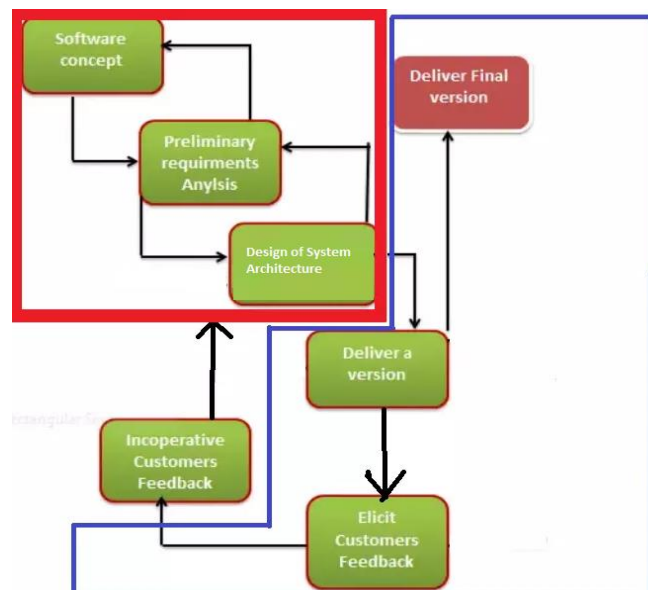 Software
concept
Deliver Final
version
Preliminary
requirments
Anylsis
Design of System
Architecture
Deliver a
version
Incoperative
Customers
Feedback
Elicit
Customers
Feedback